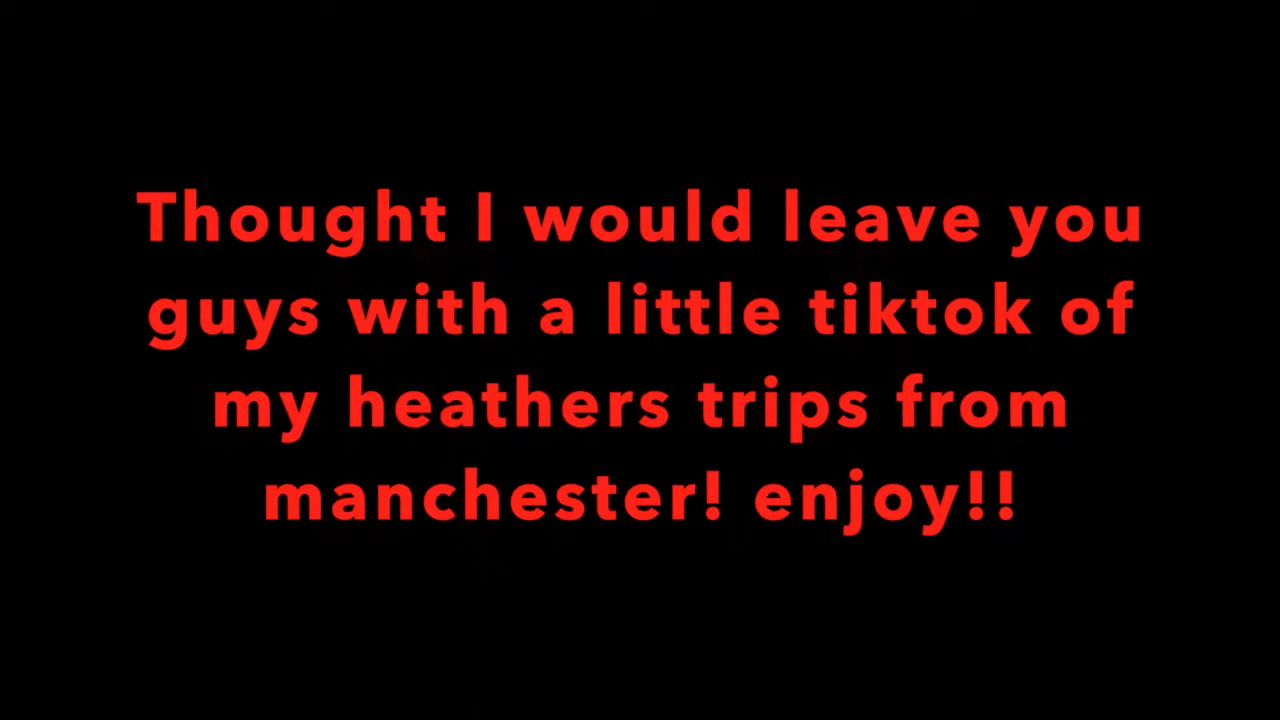 Thought I would leave you
guys with a little tiktok of
my heathers trips from
manchester! enjoy!!